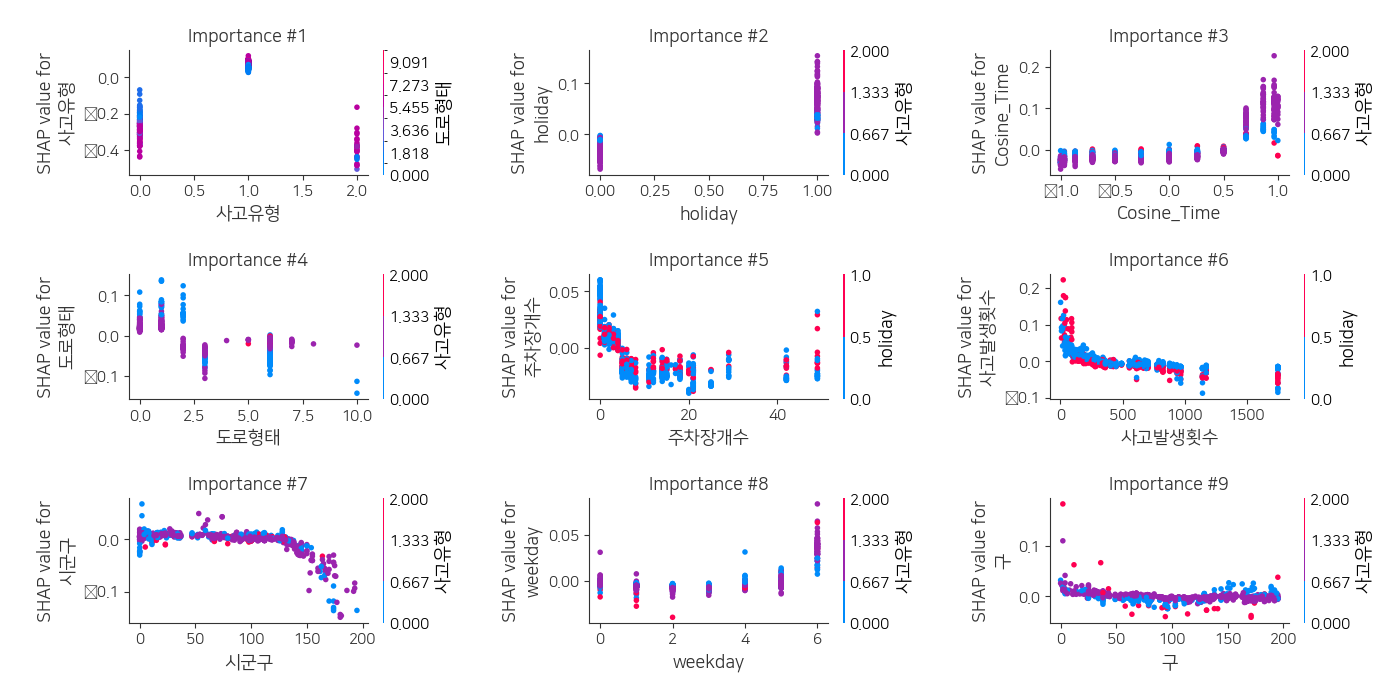 Importance #1
SHAP value for
사고유형
0.0
0.2
0.4
0.0
0.5
1.0
1.5
2.0
사고유형
9.091
7.273
5.455
3.636
1.818
0.000
도로형태
Importance #2
SHAP value for
holiday
0.1
0.0
0.00
0.25
0.50
0.75
1.00
holiday
2.000
1.333
0.667
0.000
사고유형
Importance #3
SHAP value for
Cosine_Time
0.2
0.1
0.0
1.0
0.5
0.0
0.5
1.0
Cosine_Time
2.000
1.333
0.667
0.000
사고유형
Importance #4
SHAP value for
도로형태
0.1
0.0
0.1
0.0
2.5
5.0
7.5
10.0
도로형태
2.000
1.333
0.667
0.000
사고유형
Importance #5
SHAP value for
주차장개수
0.05
0.00
0
20
40
주차장개수
1.0
0.5
0.0
holiday
Importance #6
SHAP value for
사고발생횟수
0.2
0.1
0.0
0.1
0
500
1000
1500
사고발생횟수
1.0
0.5
0.0
holiday
Importance #7
SHAP value for
시군구
0.0
0.1
0
50
100
150
200
시군구
2.000
1.333
0.667
0.000
사고유형
Importance #8
SHAP value for
weekday
0.05
0.00
0
2
4
6
weekday
2.000
1.333
0.667
0.000
사고유형
Importance #9
SHAP value for
구
0.1
0.0
0
50
100
150
200
구
2.000
1.333
0.667
0.000
사고유형